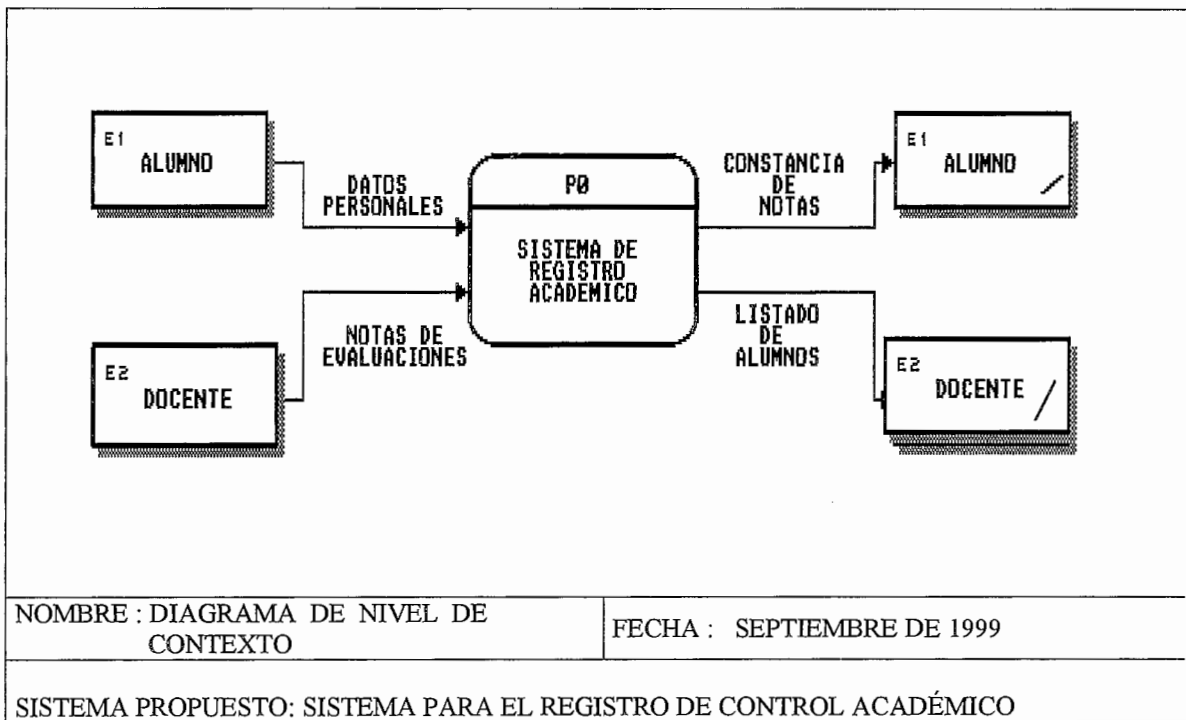 E1
ALUMNO
DATOS
PERSONALES
P0
SISTEMA DE
REGISTRO
ACADEMICO
CONSTANCIA
DE
NOTAS
E1
ALUMNO
E2
DOCENTE
NOTAS DE
EVALUACIONES
LISTADO
DE
ALUMNOS
E2
DOCENTE
NOMBRE : DIAGRAMA DE NIVEL DE
CONTEXTO
FECHA : SEPTIEMBRE DE 1999
SISTEMA PROPUESTO: SISTEMA PARA EL REGISTRO DE CONTROL ACADÉMICO